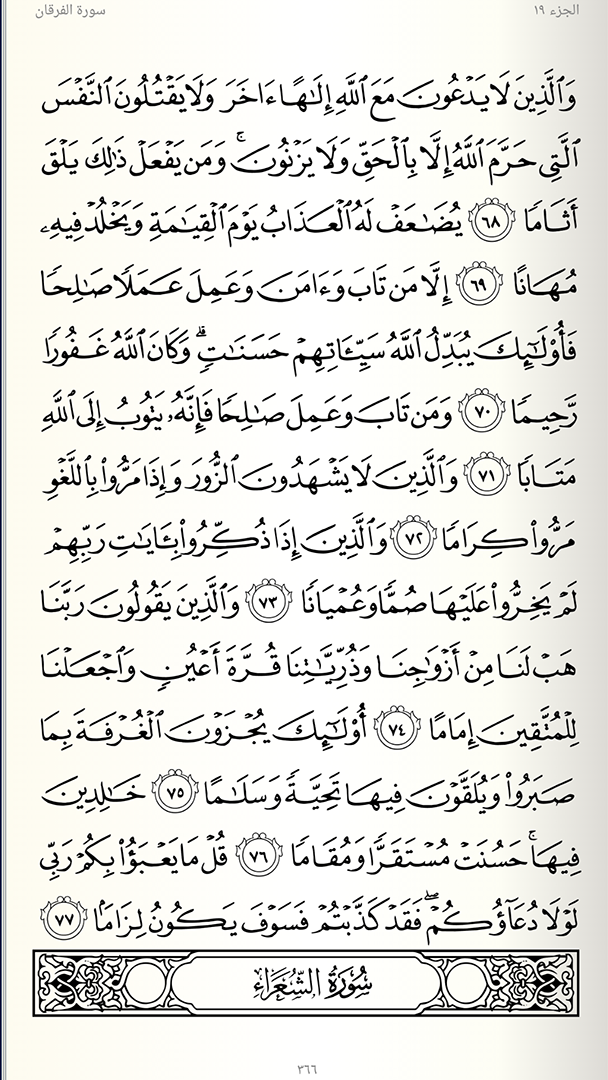 الجزء ١٩
سورة الفرقان
وَٱلَّذِينَ لَا يَدۡعُونَ مَعَ ٱللَّهِ إِلَٰهًا ءَاخَرَ وَلَا يَقۡتُلُونَ ٱلنَّفۡسَ
ٱلَّتِي حَرَّمَ ٱللَّهُ إِلَّا بِٱلۡحَقِّ وَلَا يَزۡنُونَۚ وَمَن يَفۡعَلۡ ذَٰلِكَ يَلۡقَ
أَثَامٗا ٦٨ يُضَٰعَفۡ لَهُ ٱلۡعَذَابُ يَوۡمَ ٱلۡقِيَٰمَةِ وَيَخۡلُدۡ فِيهِۦ
مُهَانًا ٦٩ إِلَّا مَن تَابَ وَءَامَنَ وَعَمِلَ عَمَلٗا صَٰلِحٗا
فَأُوْلَٰٓئِكَ يُبَدِّلُ ٱللَّهُ سَيِّـَٔاتِهِمۡ حَسَنَٰتٖۗ وَكَانَ ٱللَّهُ غَفُورٗا
رَّحِيمٗا ٧٠ وَمَن تَابَ وَعَمِلَ صَٰلِحٗا فَإِنَّهُۥ يَتُوبُ إِلَى ٱللَّهِ
مَتَابٗا ٧١ وَٱلَّذِينَ لَا يَشۡهَدُونَ ٱلزُّورَ وَإِذَا مَرُّواْ بِٱللَّغۡوِ
مَرُّواْ كِرَامٗا ٧٢ وَٱلَّذِينَ إِذَا ذُكِّرُواْ بِـَٔايَٰتِ رَبِّهِمۡ
لَمۡ يَخِرُّواْ عَلَيۡهَا صُمّٗا وَعُمۡيَانٗا ٧٣ وَٱلَّذِينَ يَقُولُونَ رَبَّنَا
هَبۡ لَنَا مِنۡ أَزۡوَٰجِنَا وَذُرِّيَّٰتِنَا قُرَّةَ أَعۡيُنٖ وَٱجۡعَلۡنَا
لِلۡمُتَّقِينَ إِمَامًا ٧٤ أُوْلَٰٓئِكَ يُجۡزَوۡنَ ٱلۡغُرۡفَةَ بِمَا
صَبَرُواْ وَيُلَقَّوۡنَ فِيهَا تَحِيَّةٗ وَسَلَٰمًا ٧٥ خَٰلِدِينَ
فِيهَاۚ حَسُنَتۡ مُسۡتَقَرّٗا وَمُقَامٗا ٧٦ قُلۡ مَا يَعۡبَؤُاْ بِكُمۡ رَبِّي
لَوۡلَا دُعَآؤُكُمۡۖ فَقَدۡ كَذَّبۡتُمۡ فَسَوۡفَ يَكُونُ لِزَامَۢا ٧٧
سُورَةُ الشُّعَرَاءِ
٣٦٦